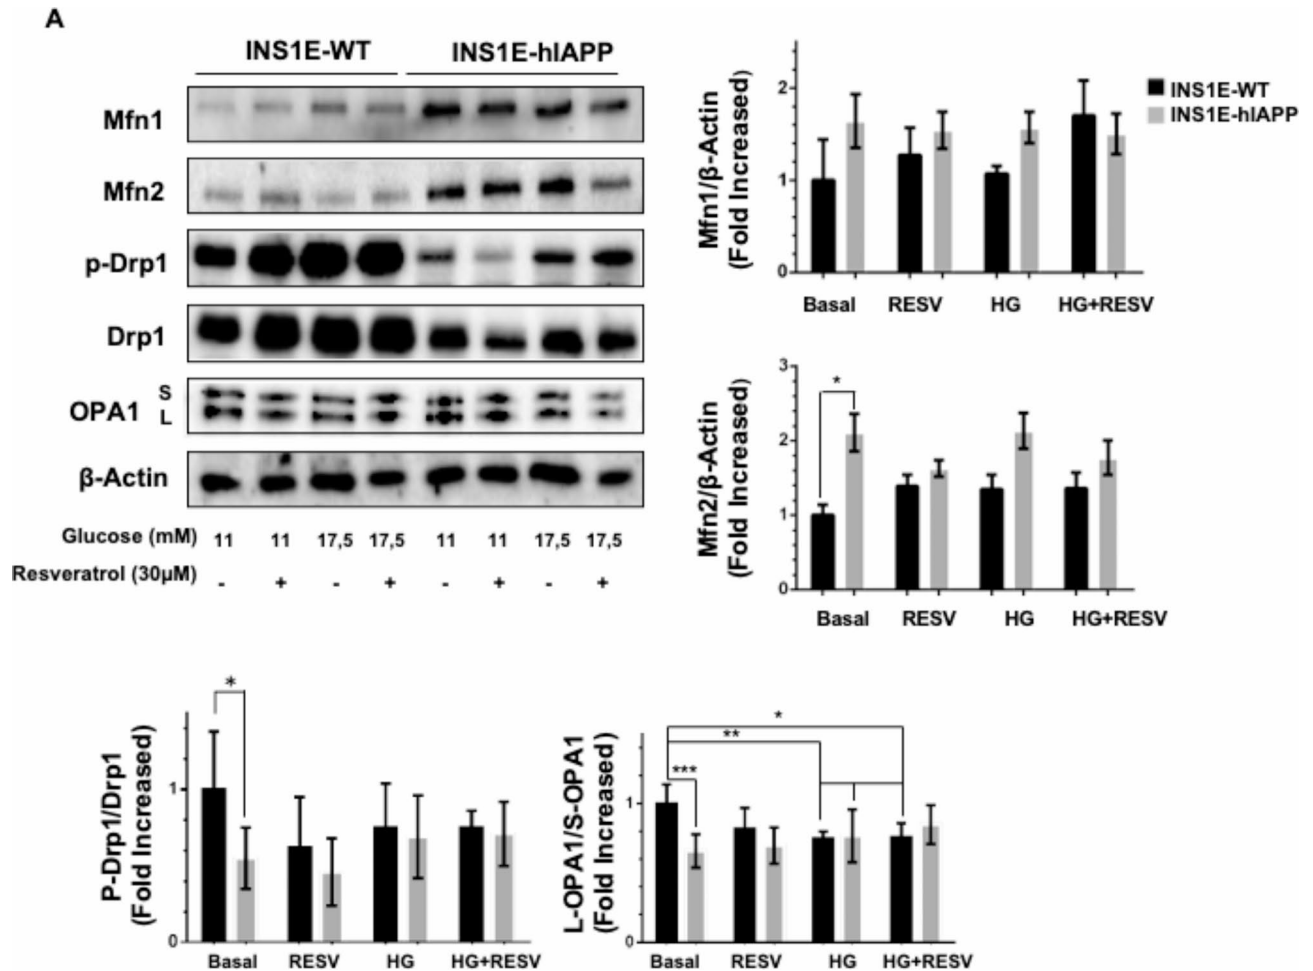 A
INS1E-WT INS1E-hIAPP
Mfn1
Mfn2
p-Drp1
Drp1
OPA1 S
L
β-Actin
Glucose (mM) 11 11 17,5 17,5 11 11 17,5 17,5
Resveratrol (30µM) - + - + - + - +
Mfn1/β-Actin
(Fold Increased)
2
1
0
Basal RESV HG HG+RESV
INS1E-WT
INS1E-hIAPP
Mfn2/β-Actin
(Fold Increased)
3
2
1
0
*
Basal RESV HG HG+RESV
P-Drp1/Drp1
(Fold Increased)
1
0
*
Basal RESV HG HG+RESV
L-OPA1/S-OPA1
(Fold Increased)
1
0
*
**
***
Basal RESV HG HG+RESV